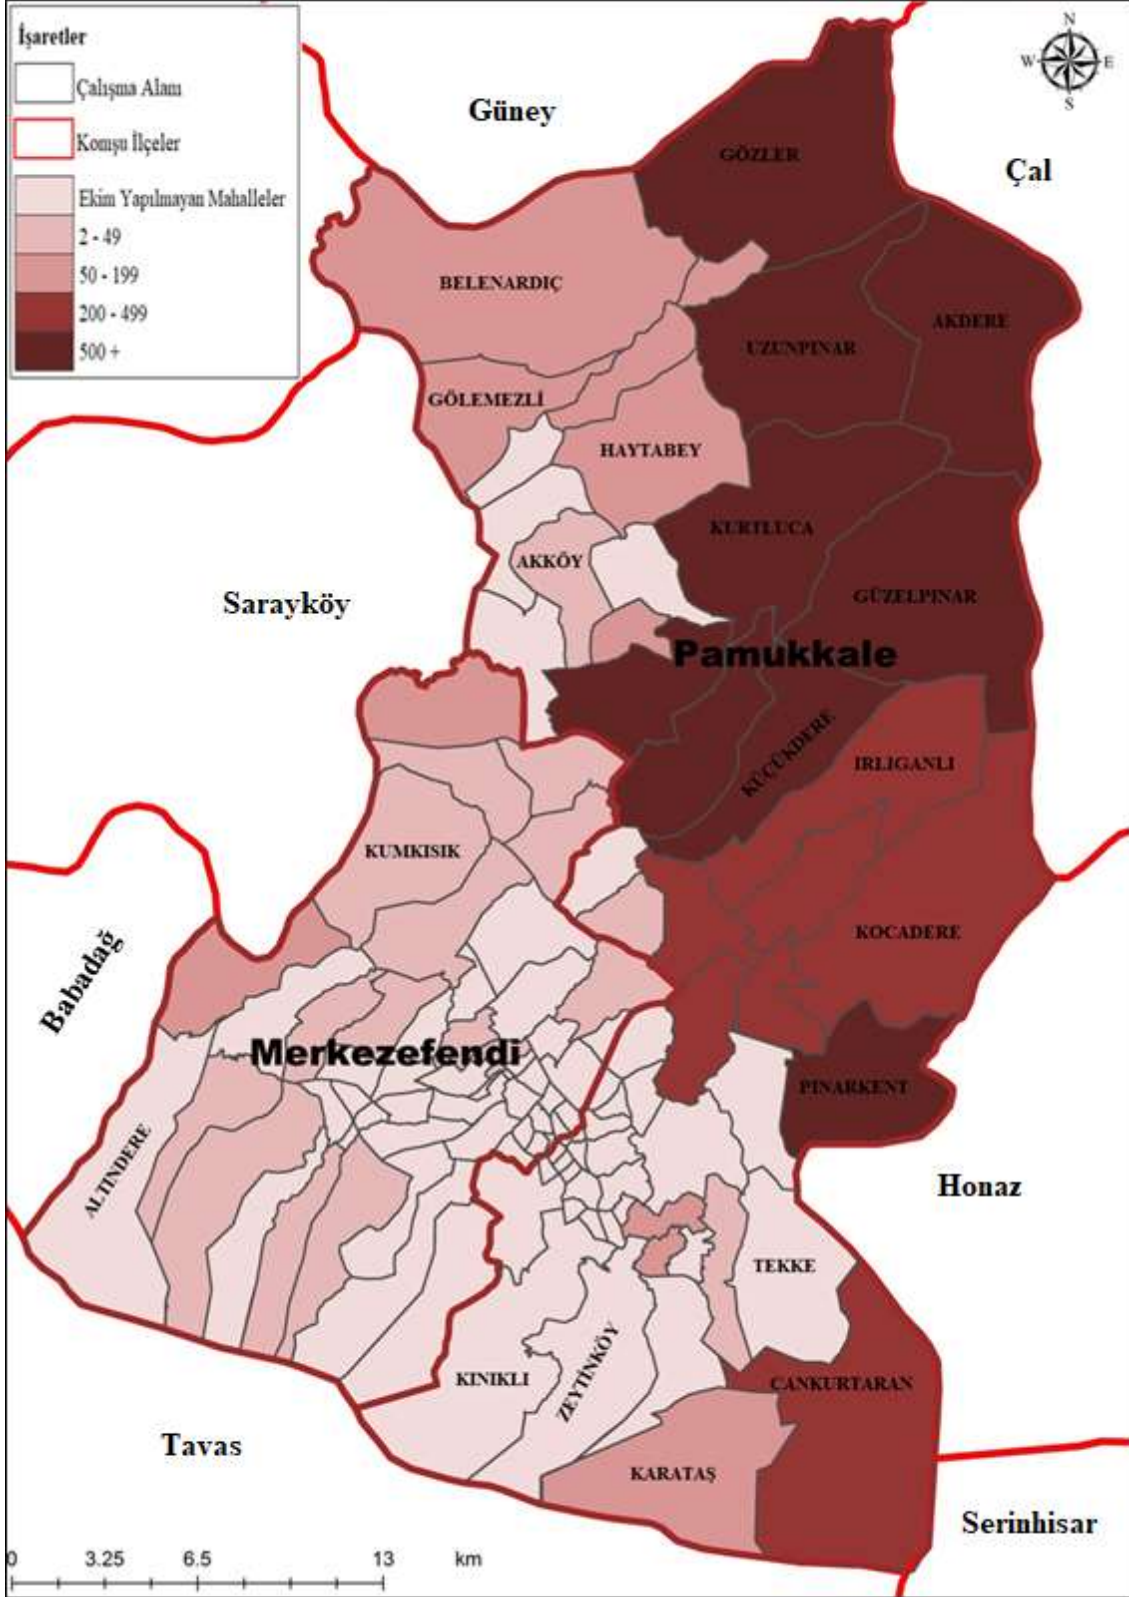 İşaretler
Çalışma Alanı
Komşu İlçeler
Ekim Yapılmayan Mahalleler
2 - 49
50 - 199
200 - 499
500 +
N
W E
S
Güney
Çal
GÖZLER
BELENARDIÇ
AKDERE
UZUNPINAR
GÖLEMEZLİ
HAYTABEY
KURTLUCA
AKKÖY
GÜZELPINAR
Sarayköy
Pamukkale
KÜÇÜKDERE
IRLIGANLI
KUMKISIK
KOCADERE
Babadağ
Merkezefendi
PINARKENT
ALTINDERE
Honaz
TEKKE
KINIKLI
ZEYTİNKÖY
CANKURTARAN
Tavas
KARATAŞ
Serinhisar
0 3.25 6.5 13 km